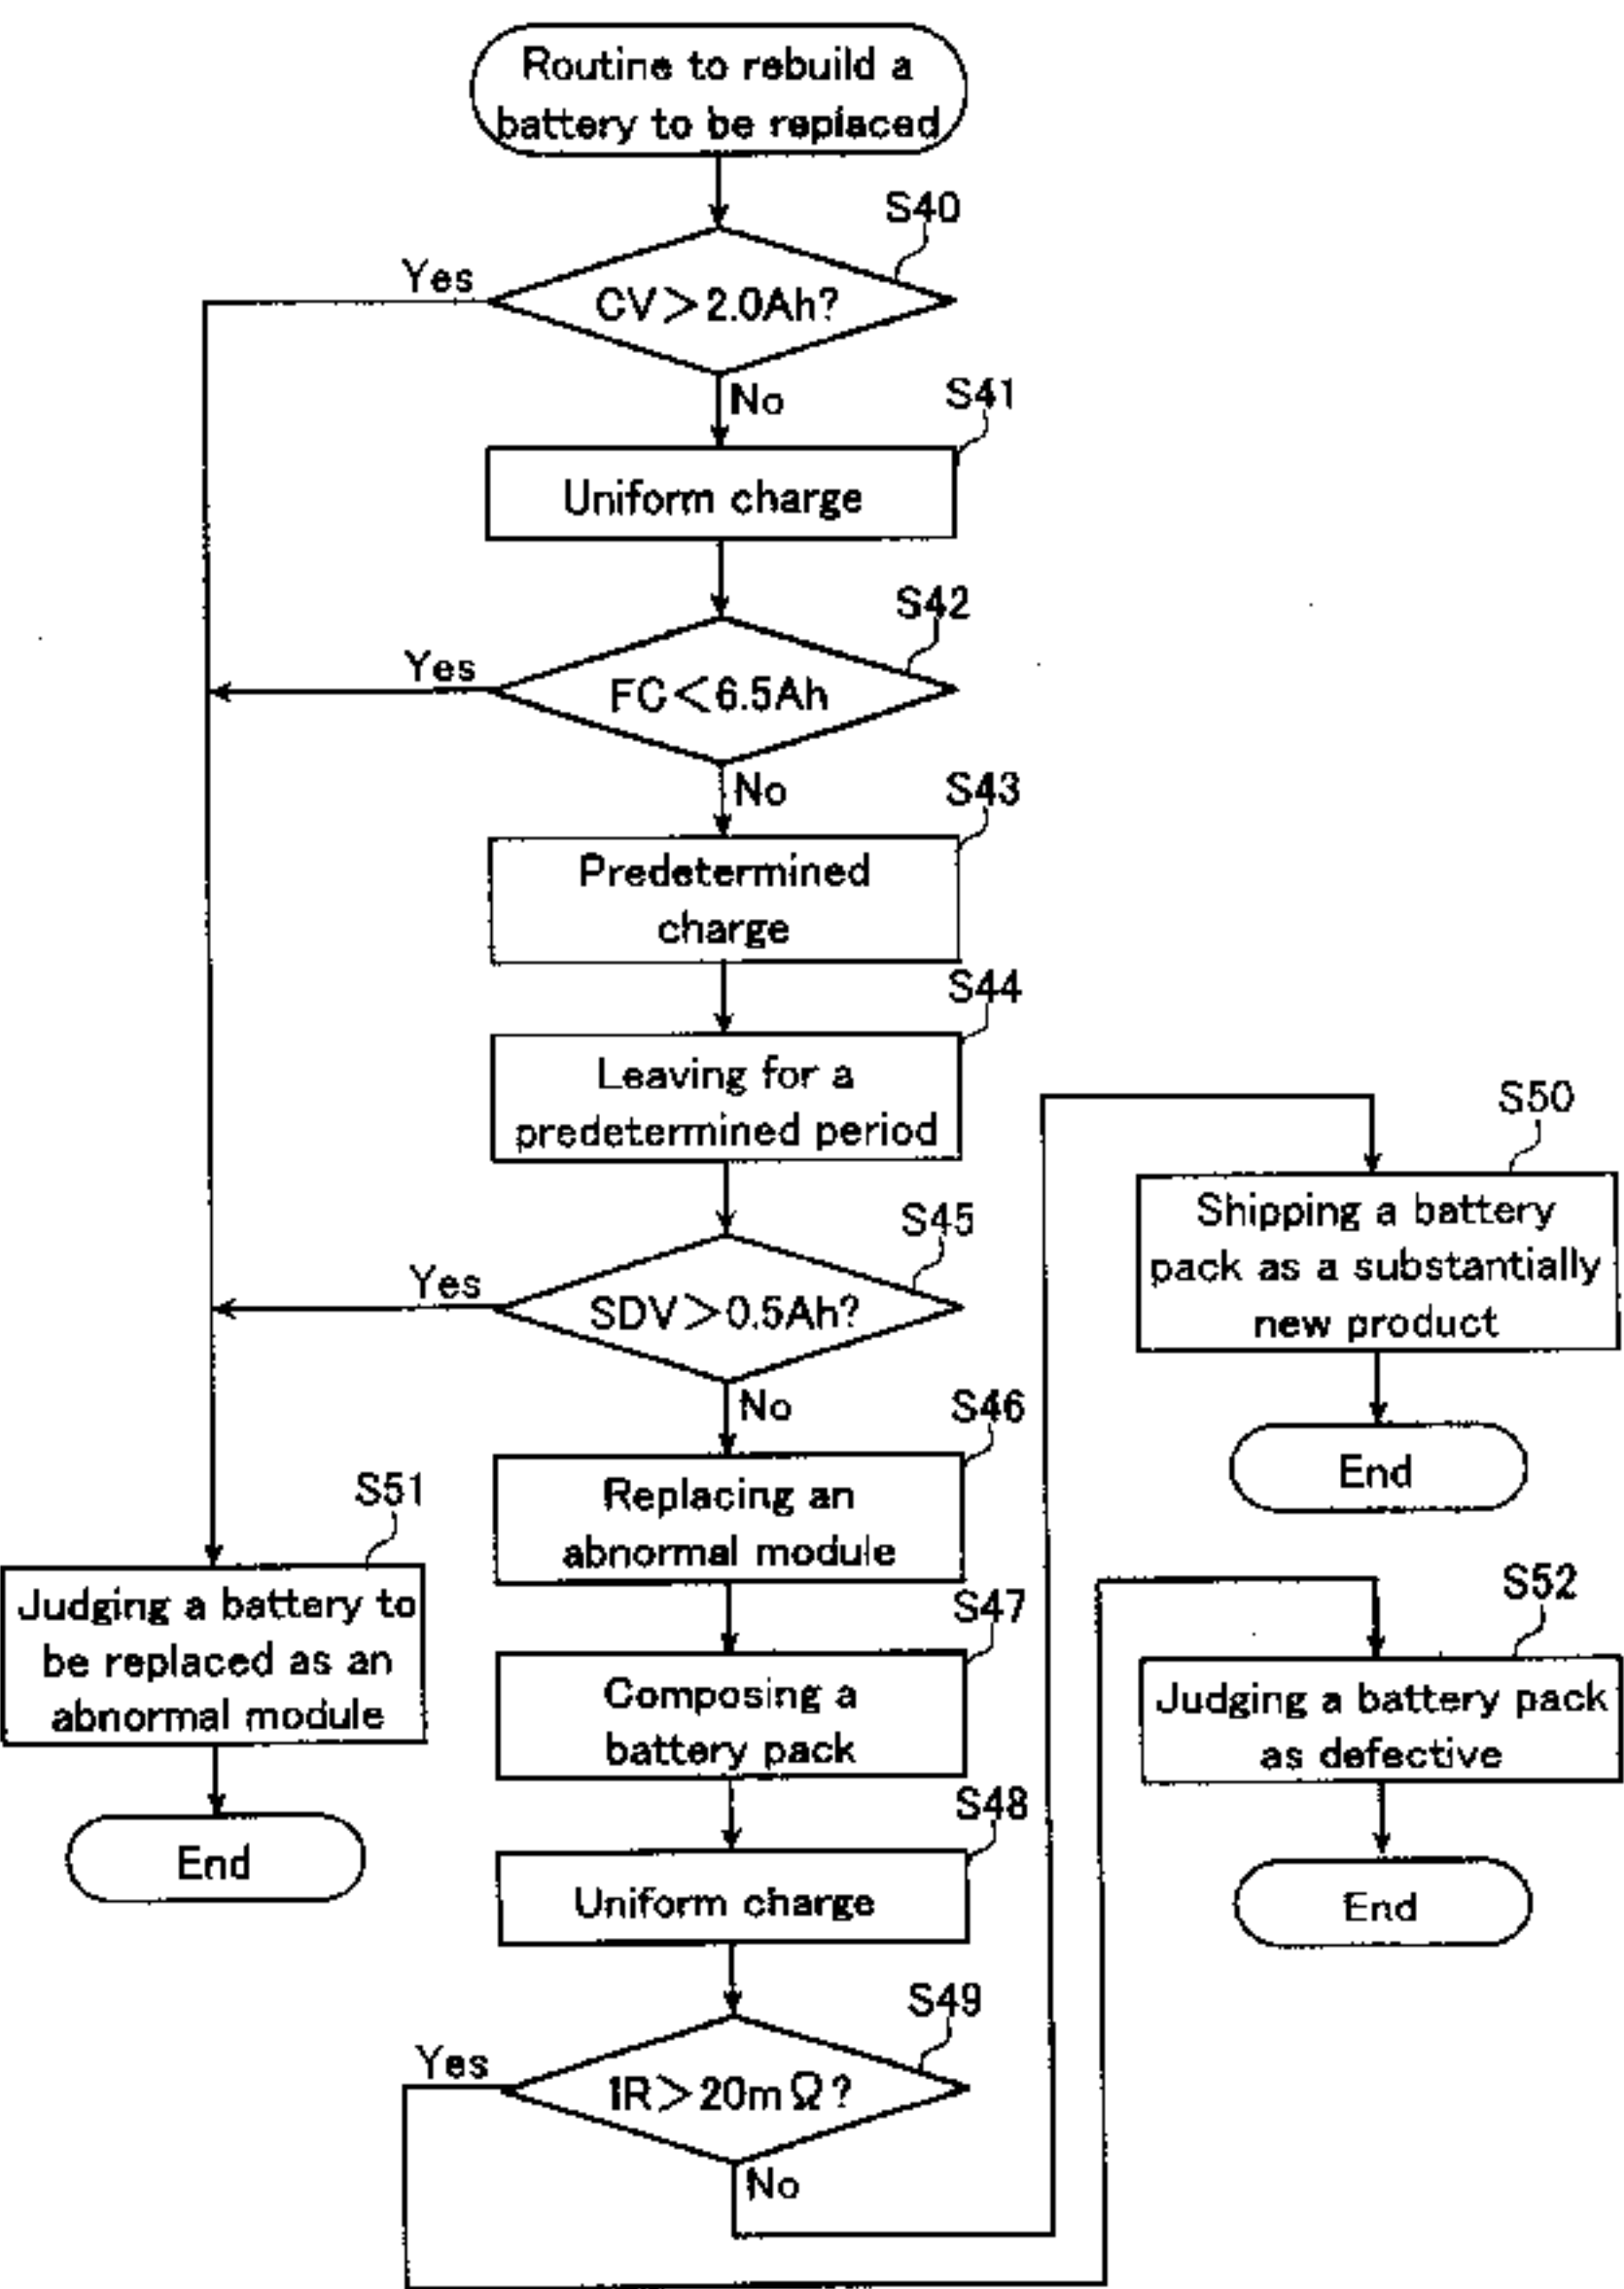 Routine to rebuild a
battery to be replaced
S40
Yes
CV>2.0Ah?
No
S41
Uniform charge
S42
Yes
FC<6.5Ah
No
S43
Predetermined
charge
S44
Leaving for a
predetermined period
S45
Yes
SDV>0.5Ah?
No
S46
Replacing an
abnormal module
S47
Composing a
battery pack
S48
Uniform charge
S49
Yes
IR>20mΩ?
No
S50
Shipping a battery
pack as a substantially
new product
End
S51
Judging a battery to
be replaced as an
abnormal module
End
S52
Judging a battery pack
as defective
End